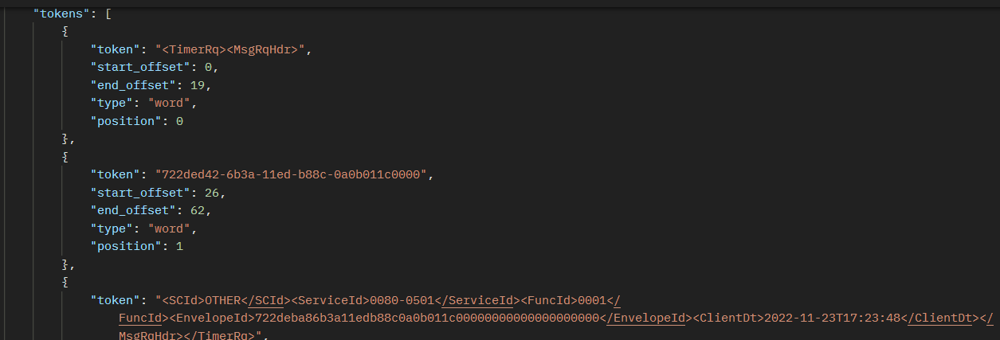 "tokens": [
{
"token": "<TimerRq><MsgRqHdr>",
"start_offset": 0,
"end_offset": 19,
"type": "word",
"position": 0
},
{
"token": "722ded42-6b3a-11ed-b88c-0a0b011c0000",
"start_offset": 26,
"end_offset": 62,
"type": "word",
"position": 1
},
{
"token": "<SCId>OTHER</SCId><ServiceId>0080-0501</ServiceId><FuncId>0001</
FuncId><EnvelopeId>722deba86b3a11edb88c0a0b011c00000000000000000000</EnvelopeId><ClientDt>2022-11-23T17:23:48</ClientDt></
MsgRqHdr></TimerRq>",